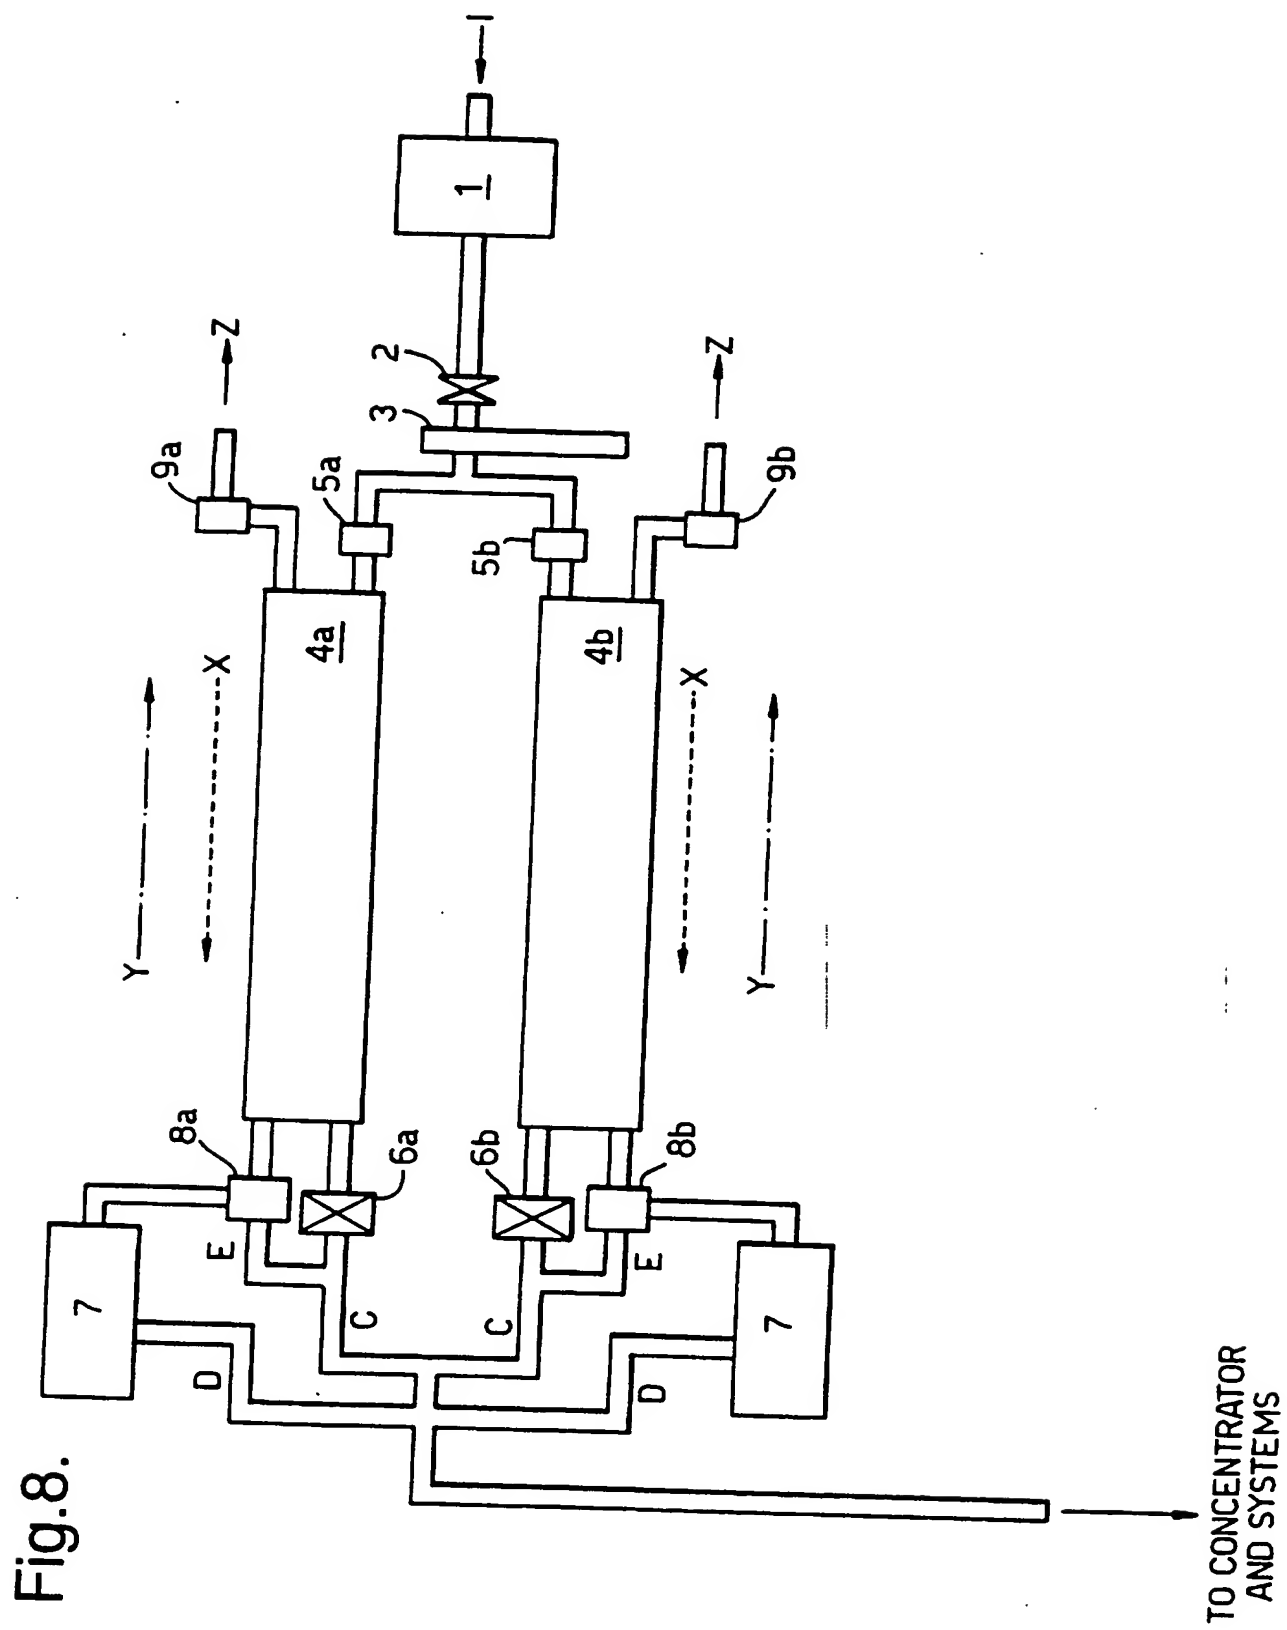 Fig.8.
I
1
2
3
Z
9a
5a
5b
9b
Z
4a
4b
X
X
Y
Y
8a
6a
6b
8b
E
E
7
7
C
C
D
D
TO CONCENTRATOR
AND SYSTEMS